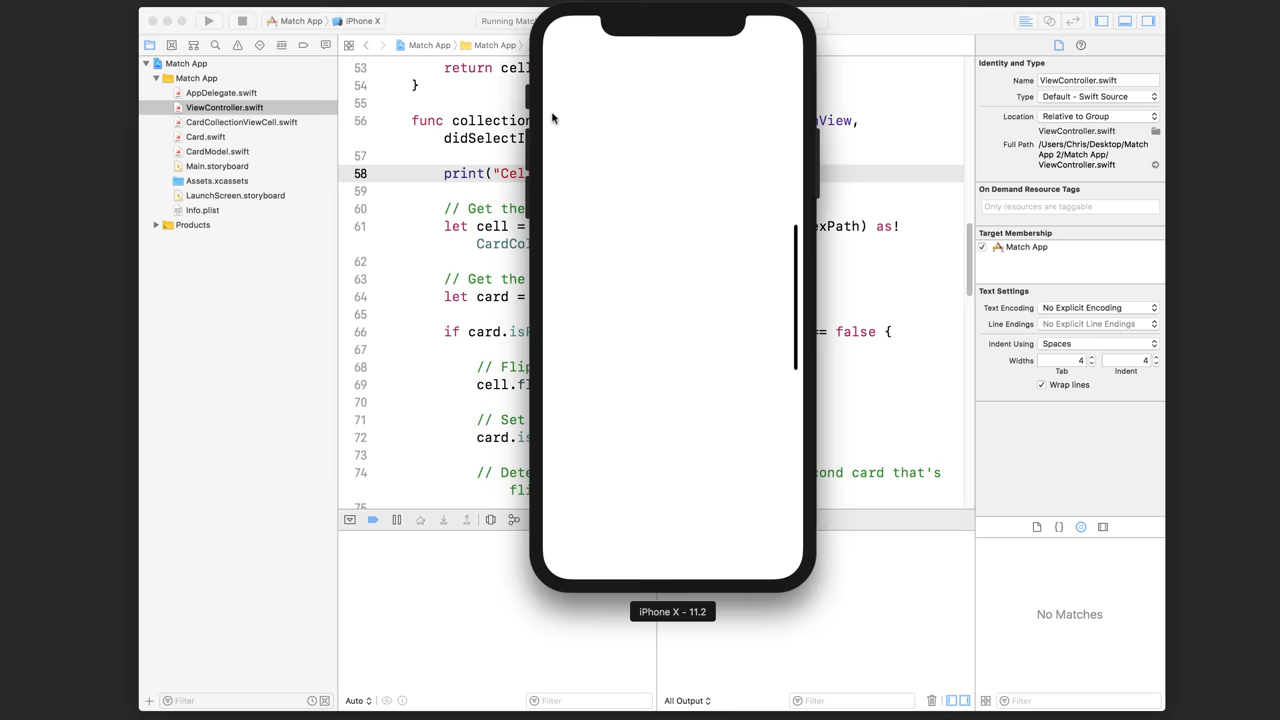 Match App
iPhone X
Running Matc
Match App
Match App
Match App
Match App
AppDelegate.swift
ViewController.swift
CardCollectionViewCell.swift
Card.swift
CardModel.swift
Main.storyboard
Assets.xcassets
LaunchScreen.storyboard
Info.plist
Products
53 return cell
54 }
55
56 func collection View,
didSelectI
57
58 print("Cel
59
60 // Get the
61 let cell = exPath) as!
CardCol
62
63 // Get the
64 let card =
65
66 if card.is == false {
67
68 // Flip
69 cell.fl
70
71 // Set
72 card.is
73
74 // Dete ond card that's
fli
75
iPhone X - 11.2
Identity and Type
Name ViewController.swift
Type Default - Swift Source
Location Relative to Group
ViewController.swift
Full Path /Users/Chris/Desktop/Match
App 2/Match App/
ViewController.swift
On Demand Resource Tags
Only resources are taggable
Target Membership
Match App
Text Settings
Text Encoding No Explicit Encoding
Line Endings No Explicit Line Endings
Indent Using Spaces
Widths 4 4
Tab Indent
Wrap lines
No Matches
Filter
Auto
Filter
All Output
Filter
Filter